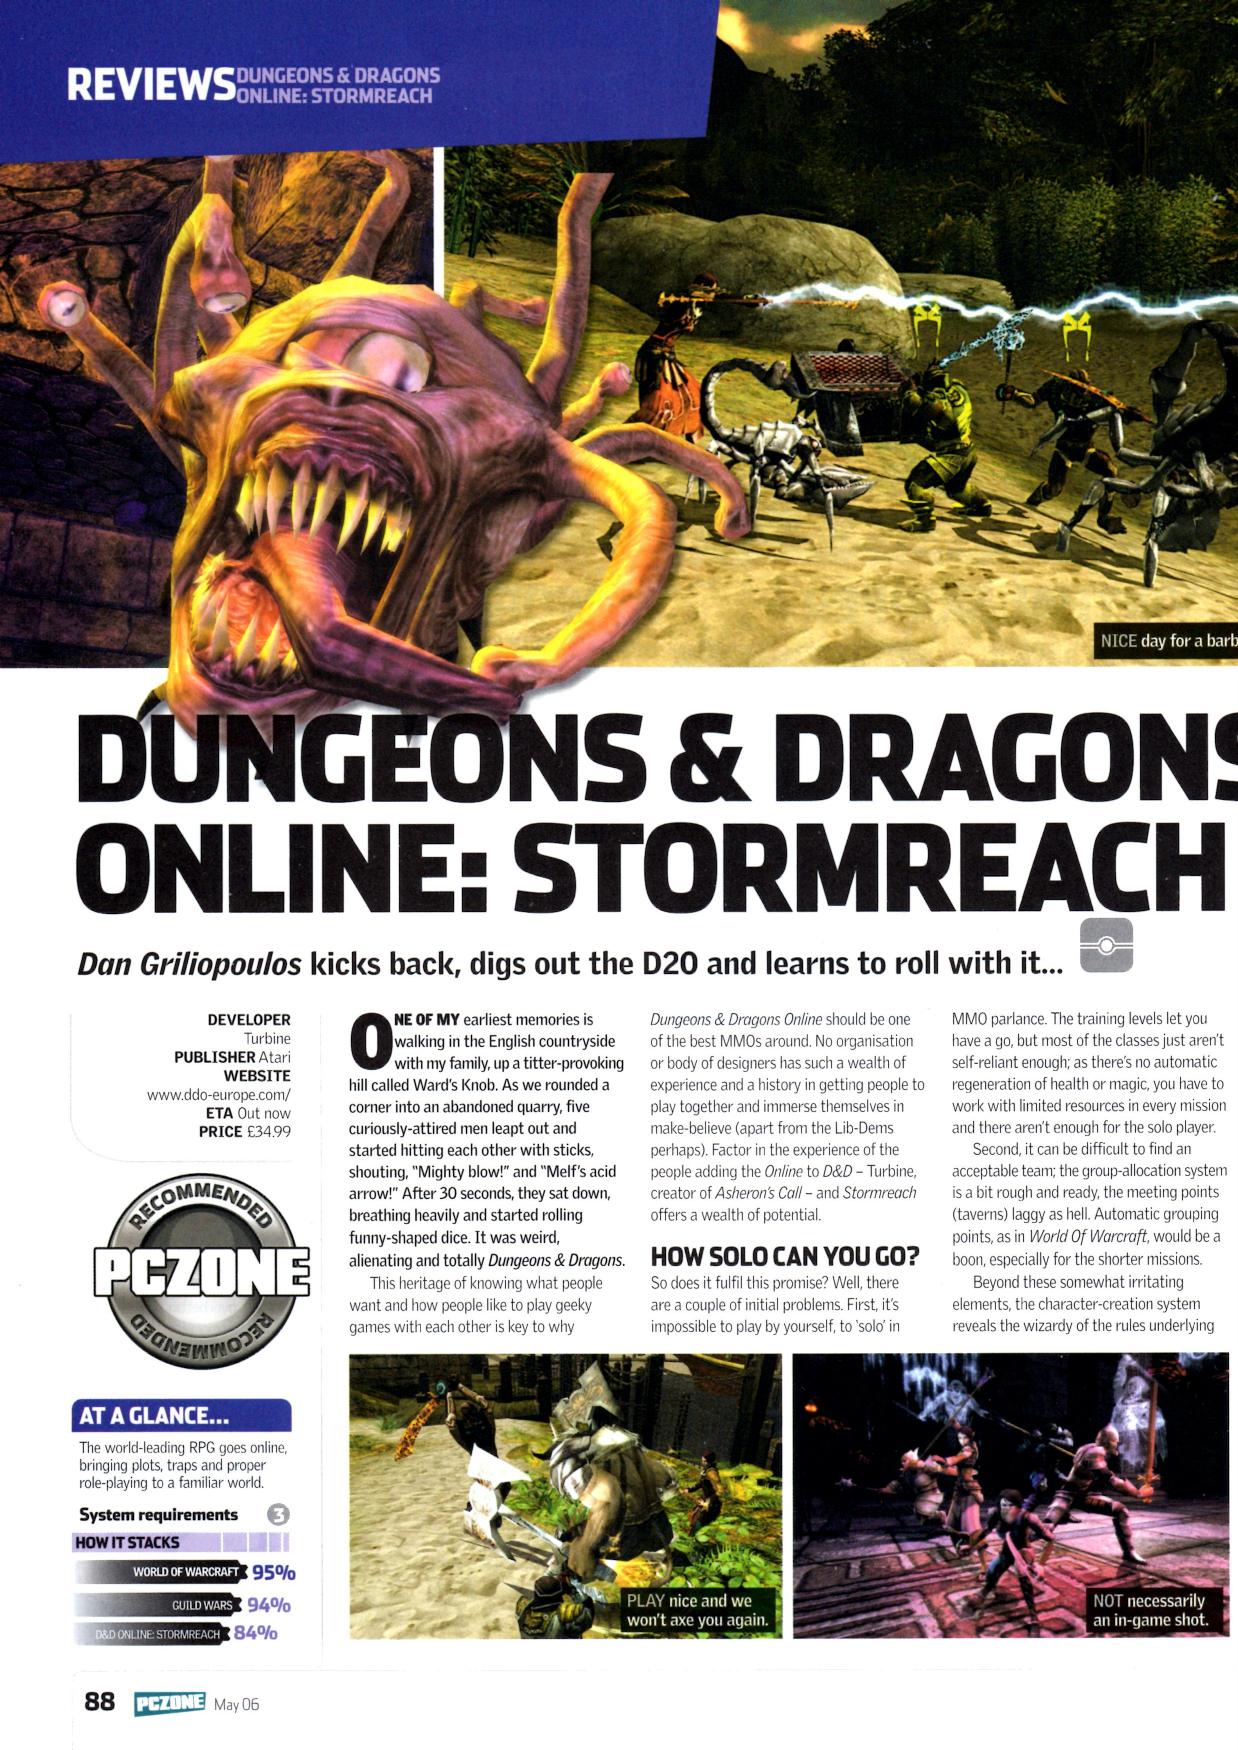 REVIEWS DUNGEONS & DRAGONS
ONLINE: STORMREACH
NICE day for a barb
DUNGEONS & DRAGONS
ONLINE: STORMREACH
Dan Griliopoulos kicks back, digs out the D20 and learns to roll with it...
DEVELOPER
Turbine
PUBLISHER Atari
WEBSITE
www.ddo-europe.com/
ETA Out now
PRICE £34.99
RECOMMENDED
PCZONE
RECOMMENDED
AT A GLANCE...
The world-leading RPG goes online,
bringing plots, traps and proper
role-playing to a familiar world.
System requirements 3
HOW IT STACKS
WORLD OF WARCRAFT 95%
GUILD WARS 94%
D&D ONLINE: STORMREACH 84%
ONE OF MY earliest memories is
walking in the English countryside
with my family, up a titter-provoking
hill called Ward's Knob. As we rounded a
corner into an abandoned quarry, five
curiously-attired men leapt out and
started hitting each other with sticks,
shouting, "Mighty blow!" and "Melf's acid
arrow!" After 30 seconds, they sat down,
breathing heavily and started rolling
funny-shaped dice. It was weird,
alienating and totally Dungeons & Dragons.
This heritage of knowing what people
want and how people like to play geeky
games with each other is key to why
Dungeons & Dragons Online should be one
of the best MMOs around. No organisation
or body of designers has such a wealth of
experience and a history in getting people to
play together and immerse themselves in
make-believe (apart from the Lib-Dems
perhaps). Factor in the experience of the
people adding the Online to D&D – Turbine,
creator of Asheron's Call – and Stormreach
offers a wealth of potential.
HOW SOLO CAN YOU GO?
So does it fulfil this promise? Well, there
are a couple of initial problems. First, it's
impossible to play by yourself, to 'solo' in
MMO parlance. The training levels let you
have a go, but most of the classes just aren't
self-reliant enough; as there's no automatic
regeneration of health or magic, you have to
work with limited resources in every mission
and there aren't enough for the solo player.
Second, it can be difficult to find an
acceptable team; the group-allocation system
is a bit rough and ready, the meeting points
(taverns) laggy as hell. Automatic grouping
points, as in World Of Warcraft, would be a
boon, especially for the shorter missions.
Beyond these somewhat irritating
elements, the character-creation system
reveals the wizardy of the rules underlying
PLAY nice and we
won't axe you again.
NOT necessarily
an in-game shot.
88 PCZONE May 06